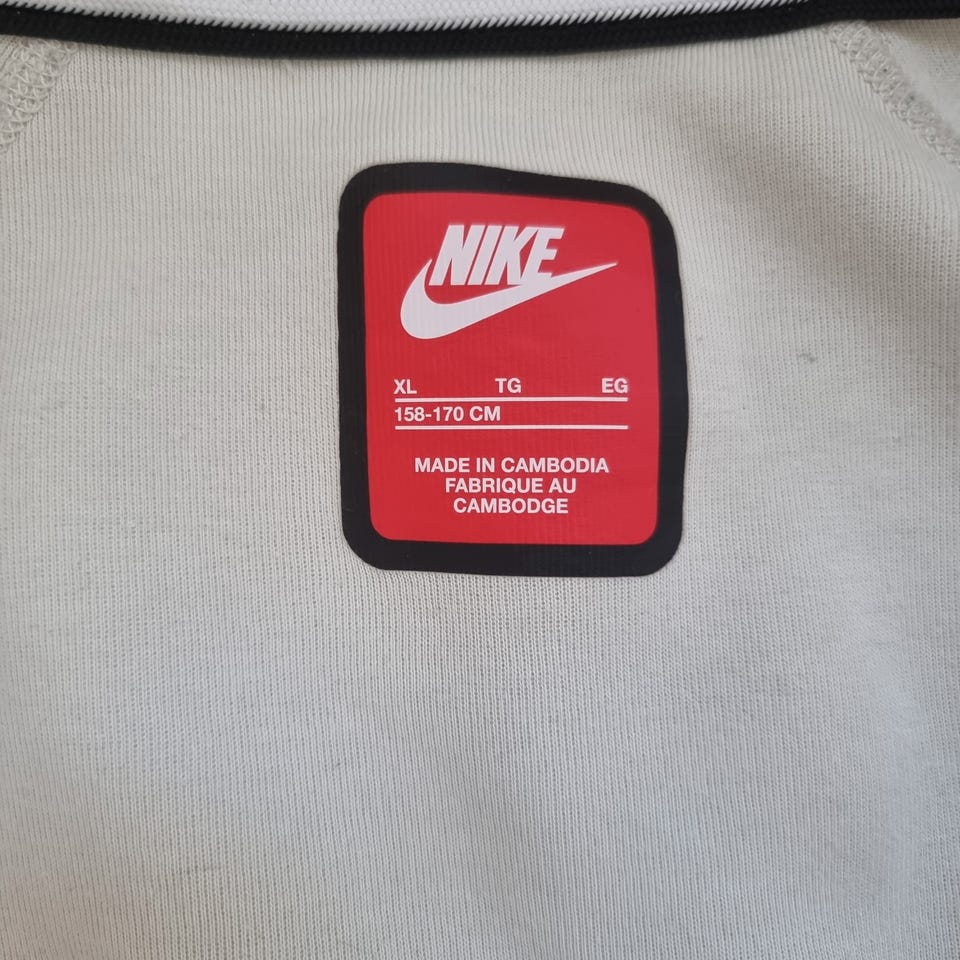 NIKE
XL TG EG
158-170 CM
MADE IN CAMBODIA
FABRIQUE AU
CAMBODGE